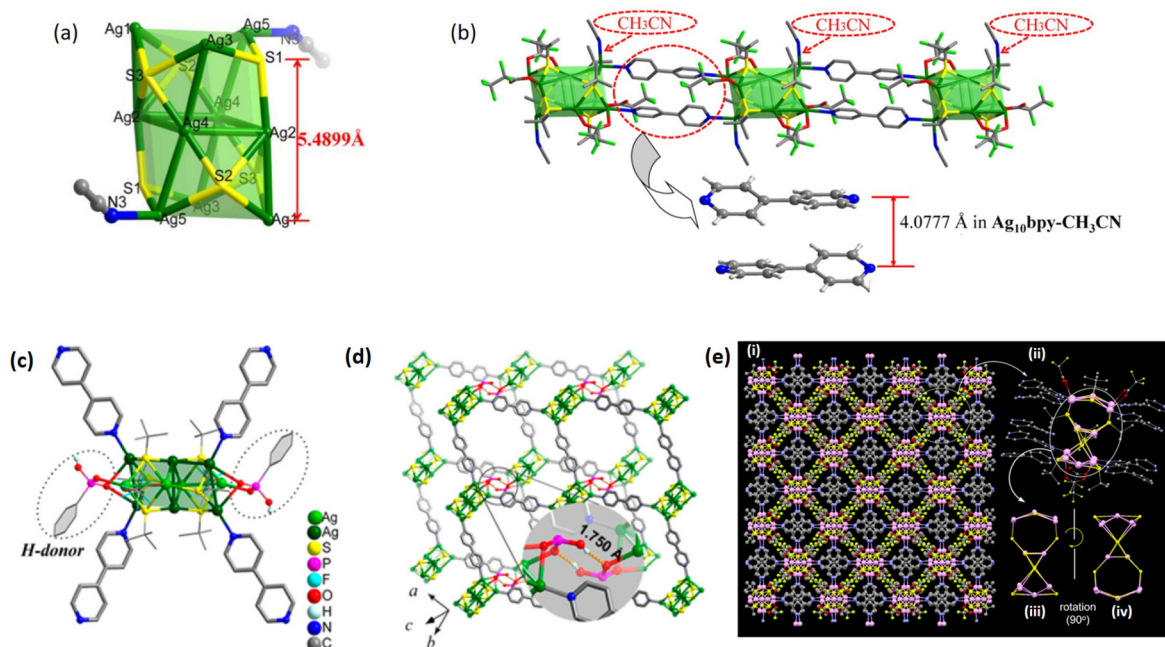 (a)
Ag1
Ag5
Ag3
N3
S1
S2
S3
Ag4
Ag2
Ag4
Ag2
5.4899Å
S2
S3
S1
N3
Ag3
Ag5
Ag1
(b)
CH₃CN
CH₃CN
CH₃CN
4.0777 Å in Ag₁₀bpy-CH₃CN
(c)
H-donor
Ag
Ag
S
P
F
O
H
N
C
(d)
1.750 Å
a
c
b
(e)
(i)
(ii)
(iii)
(iv)
rotation
(90°)